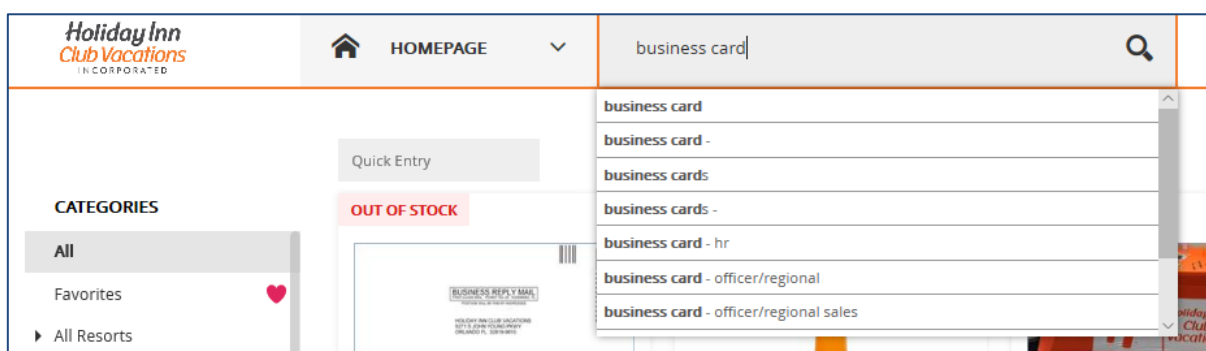 Holiday Inn
Club Vacations
INCORPORATED
HOMEPAGE
business card
business card
business card -
business cards
business cards -
business card - hr
business card - officer/regional
business card - officer/regional sales
Quick Entry
CATEGORIES
All
Favorites
All Resorts
OUT OF STOCK
BUSINESS REPLY MAIL
HOLIDAY INN CLUB VACATIONS
ORLANDO FL